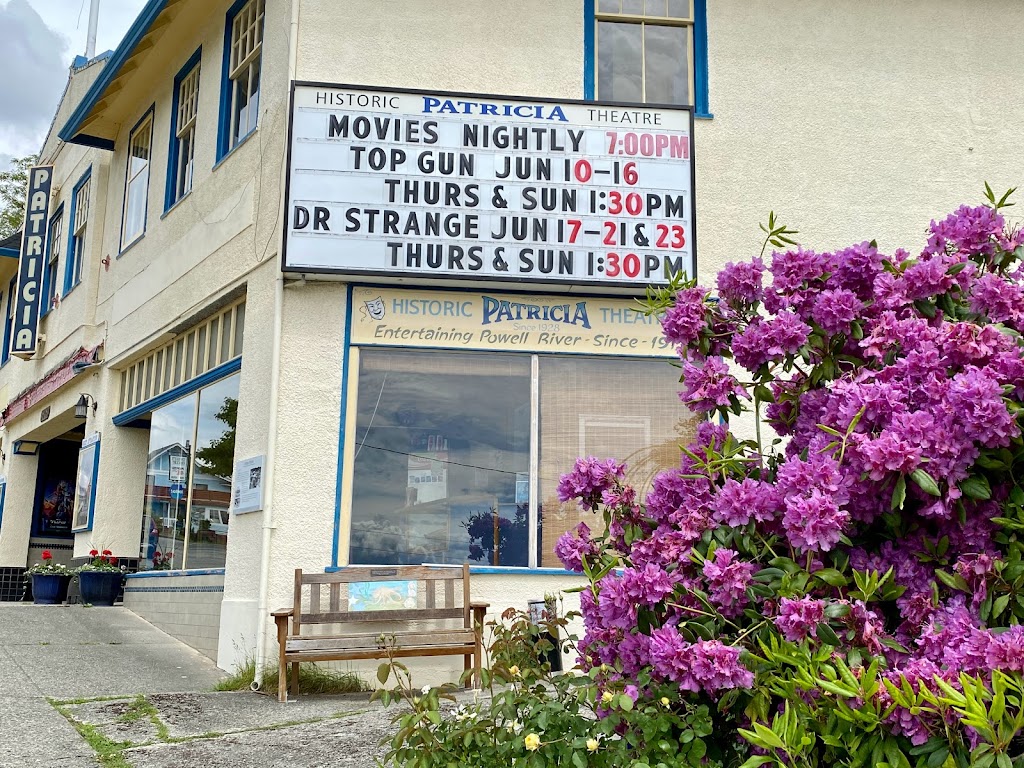 PATRICIA
HISTORIC PATRICIA THEATRE
MOVIES NIGHTLY 7:00PM
TOP GUN JUN 10-16
THURS & SUN 1:30PM
DR STRANGE JUN 17-21 & 23
THURS & SUN 1:30PM
HISTORIC PATRICIA THEATRE
Since 1928
Entertaining Powell River - Since - 191